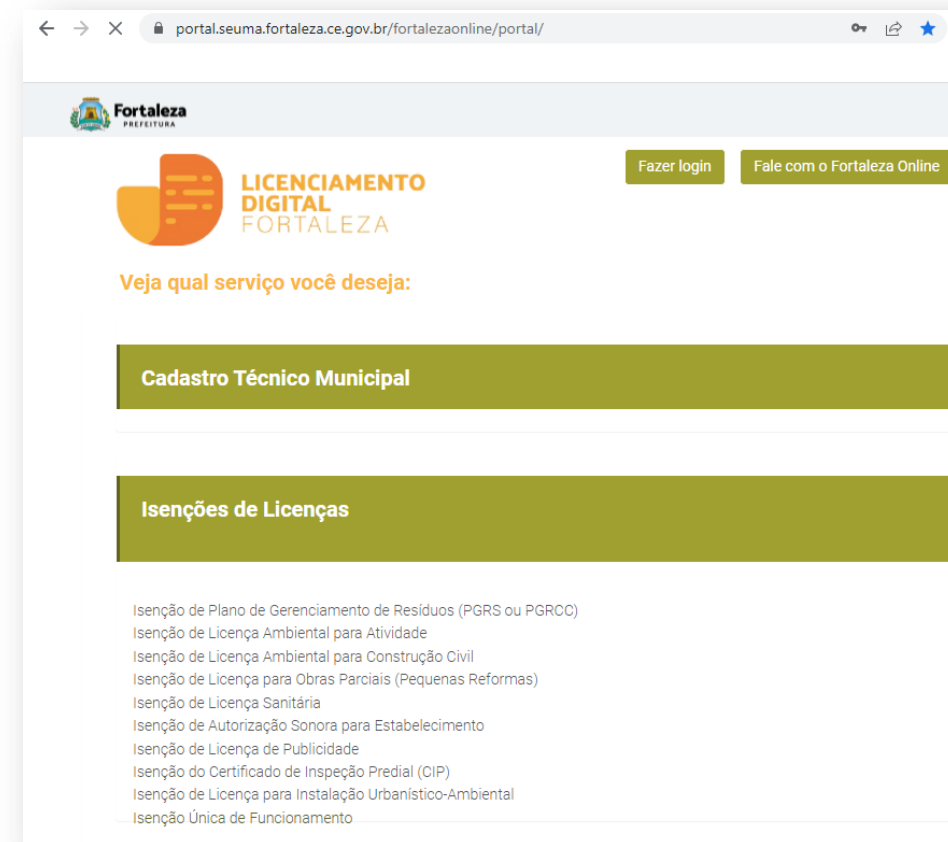 portal.seuma.fortaleza.ce.gov.br/fortalezaonline/portal/
Fortaleza
PREFEITURA
Fazer login
Fale com o Fortaleza Online
LICENCIAMENTO
DIGITAL
FORTALEZA
Veja qual serviço você deseja:
Cadastro Técnico Municipal
Isenções de Licenças
Isenção de Plano de Gerenciamento de Resíduos (PGRS ou PGRCC)
Isenção de Licença Ambiental para Atividade
Isenção de Licença Ambiental para Construção Civil
Isenção de Licença para Obras Parciais (Pequenas Reformas)
Isenção de Licença Sanitária
Isenção de Autorização Sonora para Estabelecimento
Isenção de Licença de Publicidade
Isenção do Certificado de Inspeção Predial (CIP)
Isenção de Licença para Instalação Urbanístico-Ambiental
Isenção Única de Funcionamento